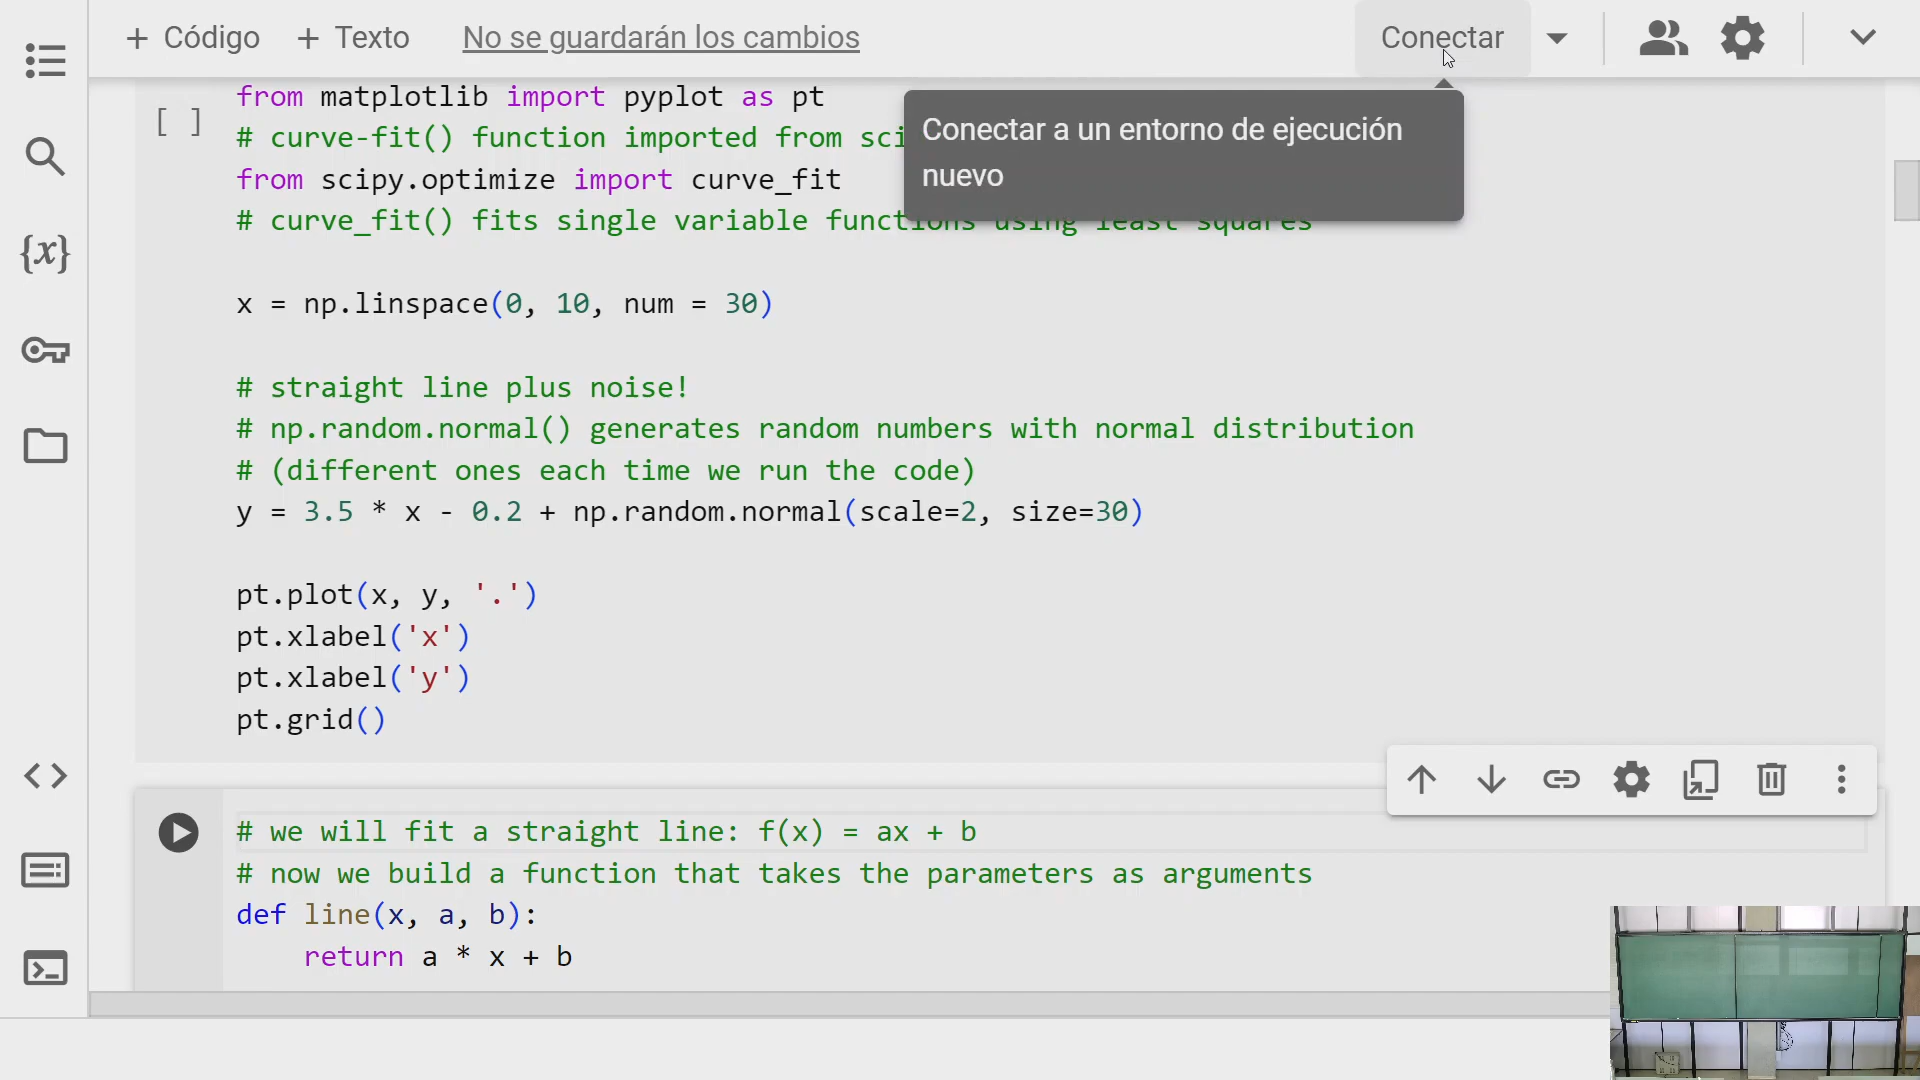 + Código + Texto No se guardarán los cambios Conectar
Conectar a un entorno de ejecución
nuevo
[ ]
from matplotlib import pyplot as pt
# curve-fit() function imported from sci
from scipy.optimize import curve_fit
# curve_fit() fits single variable functions using least squares
x = np.linspace(0, 10, num = 30)
# straight line plus noise!
# np.random.normal() generates random numbers with normal distribution
# (different ones each time we run the code)
y = 3.5 * x - 0.2 + np.random.normal(scale=2, size=30)
pt.plot(x, y, '.')
pt.xlabel('x')
pt.xlabel('y')
pt.grid()
# we will fit a straight line: f(x) = ax + b
# now we build a function that takes the parameters as arguments
def line(x, a, b):
    return a * x + b